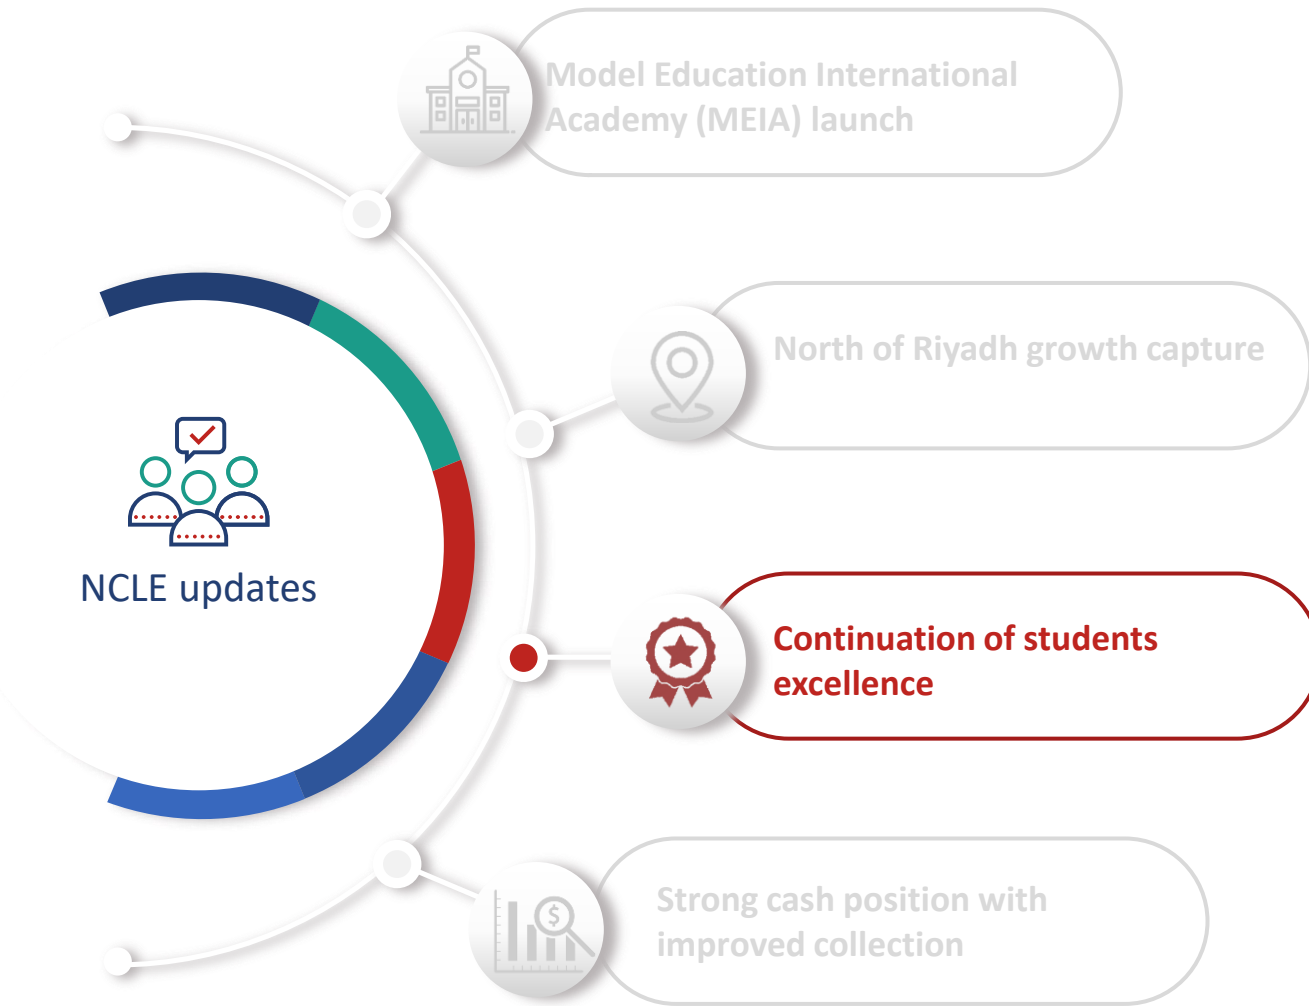 Model Education International
Academy (MEIA) launch
North of Riyadh growth capture
NCLE updates
Continuation of students
excellence
Strong cash position with
improved collection
$